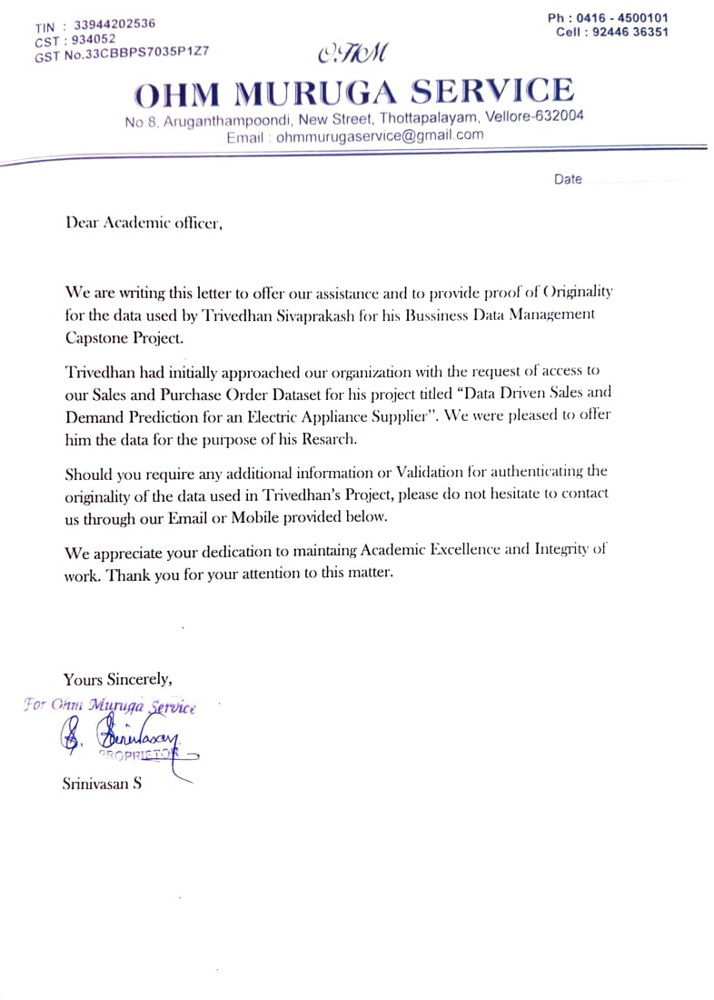 TIN : 33944202536
CST : 934052
GST No.33CBBPS7035P1Z7
Ph : 0416 - 4500101
Cell : 92446 36351
O.HM
OHM MURUGA SERVICE
No.8, Aruganthampoondi, New Street, Thottapalayam, Vellore-632004
Email : ohmmurugaservice@gmail.com
Date ........................
Dear Academic officer,
We are writing this letter to offer our assistance and to provide proof of Originality
for the data used by Trivedhan Sivaprakash for his Bussiness Data Management
Capstone Project.
Trivedhan had initially approached our organization with the request of access to
our Sales and Purchase Order Dataset for his project titled “Data Driven Sales and
Demand Prediction for an Electric Appliance Supplier”. We were pleased to offer
him the data for the purpose of his Resarch.
Should you require any additional information or Validation for authenticating the
originality of the data used in Trivedhan’s Project, please do not hesitate to contact
us through our Email or Mobile provided below.
We appreciate your dedication to maintaing Academic Excellence and Integrity of
work. Thank you for your attention to this matter.
Yours Sincerely,
For Ohm Muruga Service
S. Srinivasan
PROPRIETOR
Srinivasan S